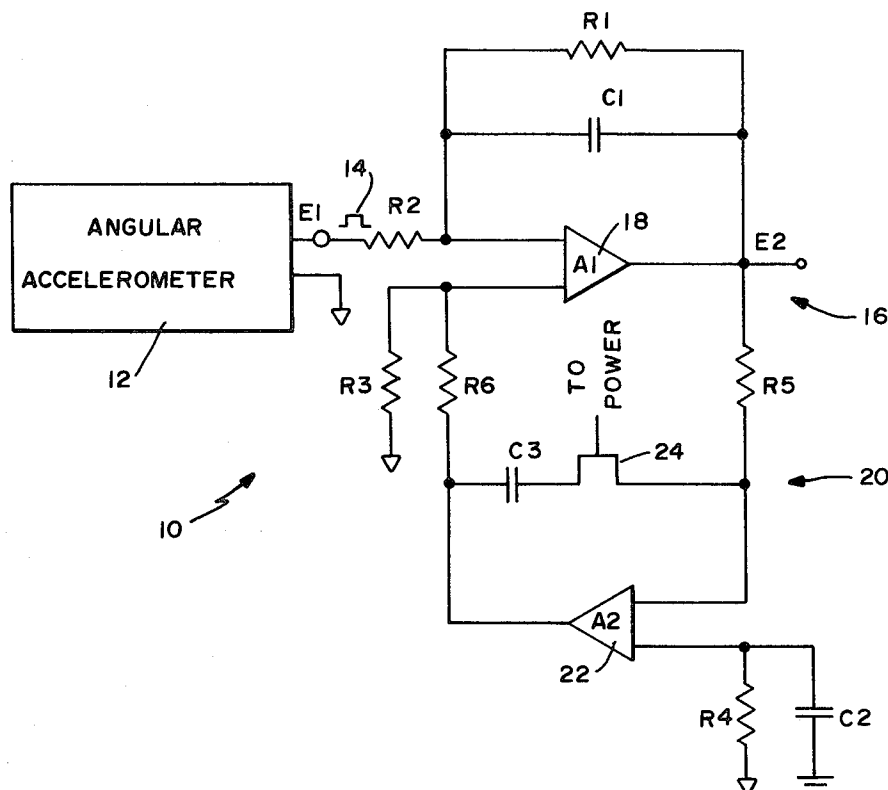 R1
C1
14
E1
R2
18
ANGULAR
ACCELEROMETER
A1
E2
16
12
R3
R6
TO
POWER
R5
C3
24
20
10
A2
22
R4
C2